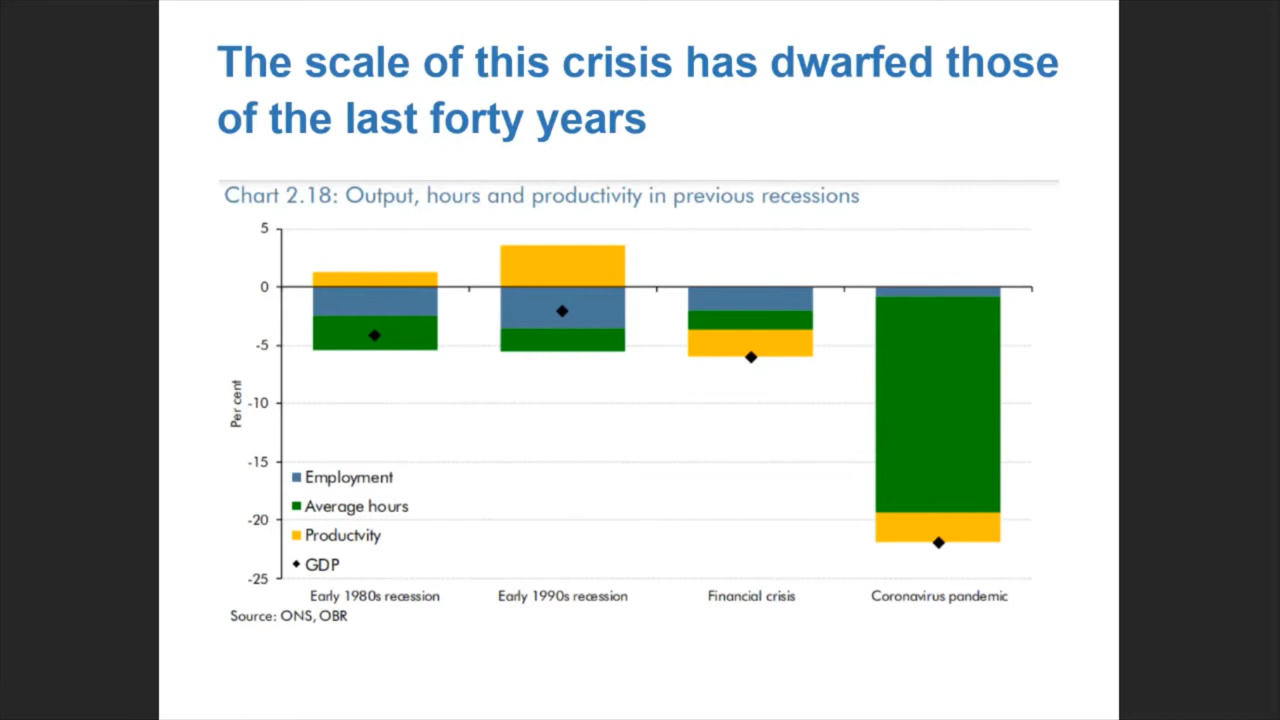 The scale of this crisis has dwarfed those
of the last forty years
Chart 2.18: Output, hours and productivity in previous recessions
5
0
-5
-10
-15
-20
-25
Per cent
Employment
Average hours
Productvity
GDP
Early 1980s recession
Early 1990s recession
Financial crisis
Coronavirus pandemic
Source: ONS, OBR